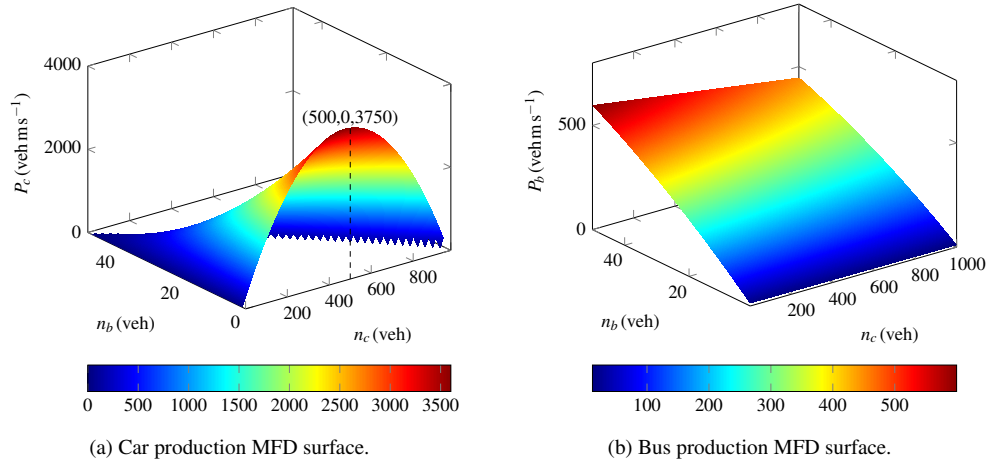 4000
2000
0
P_c (veh m s⁻¹)
(500,0,3750)
40
20
0
n_b (veh)
200
400
600
800
n_c (veh)
0 500 1000 1500 2000 2500 3000 3500
(a) Car production MFD surface.
500
0
P_b (veh m s⁻¹)
40
20
n_b (veh)
200
400
600
800
1000
n_c (veh)
100 200 300 400 500
(b) Bus production MFD surface.